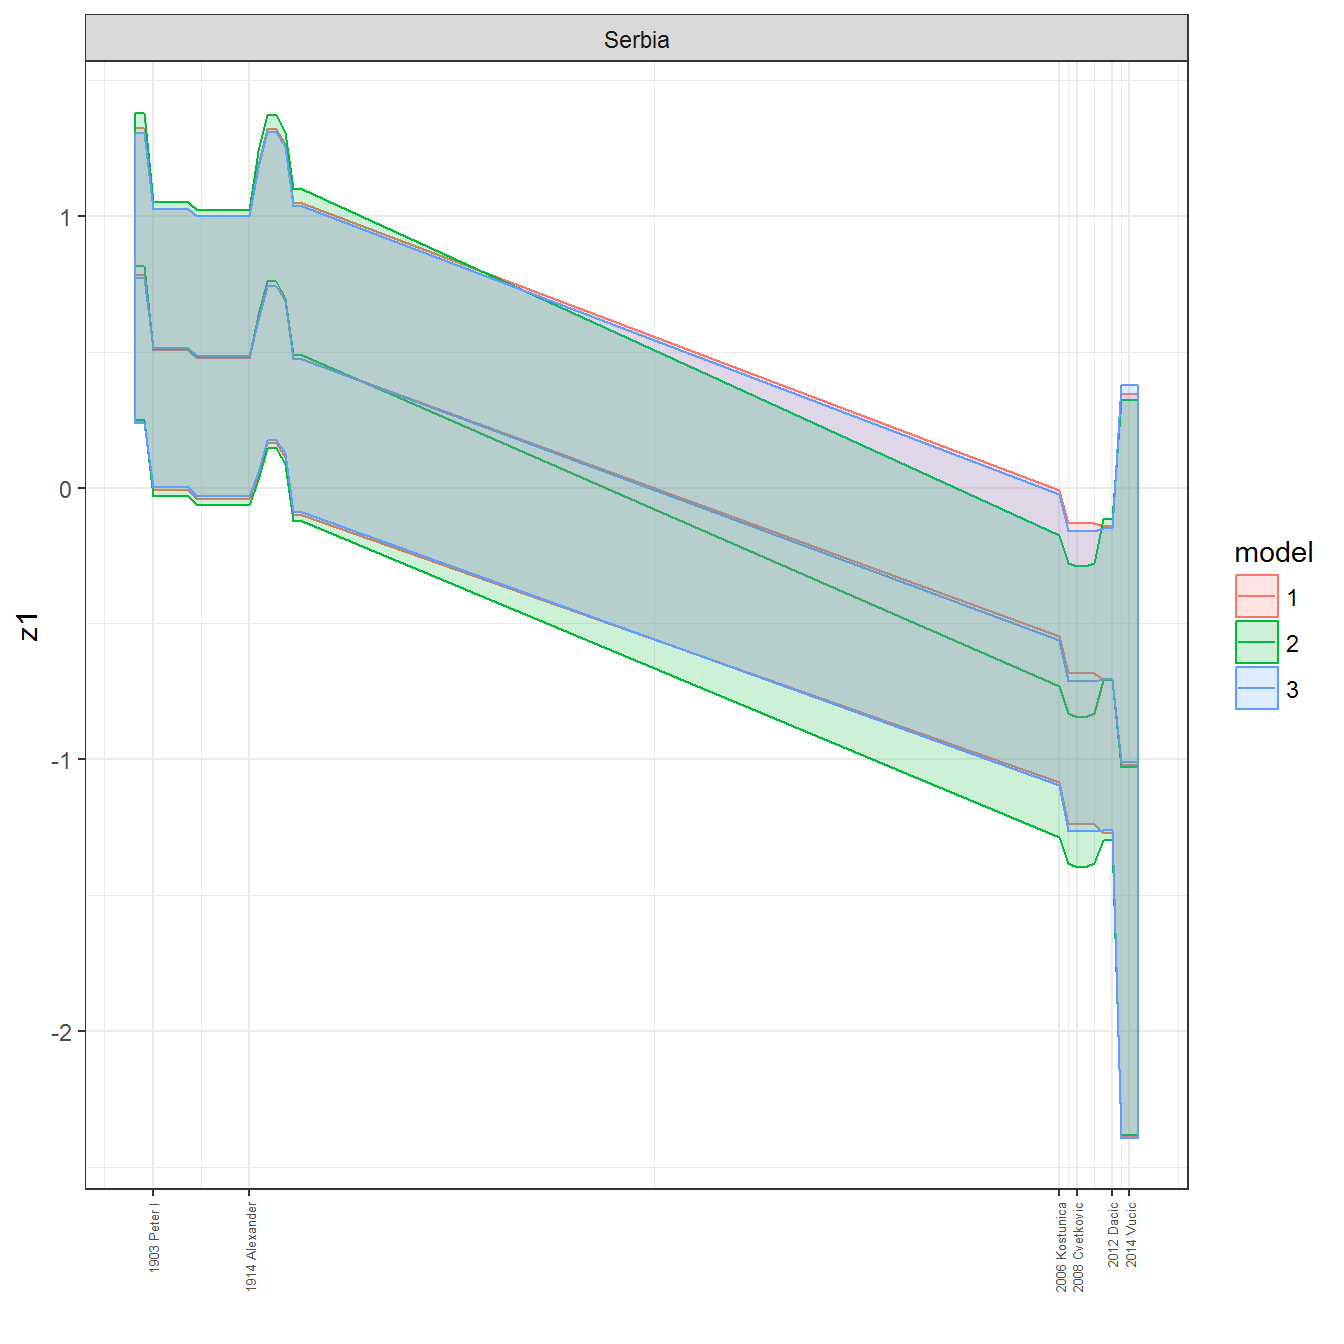 Serbia
1
0
-1
-2
z1
1903 Peter I
1914 Alexander
2006 Kostunica
2008 Cvetkovic
2012 Dacic
2014 Vucic
model
1
2
3